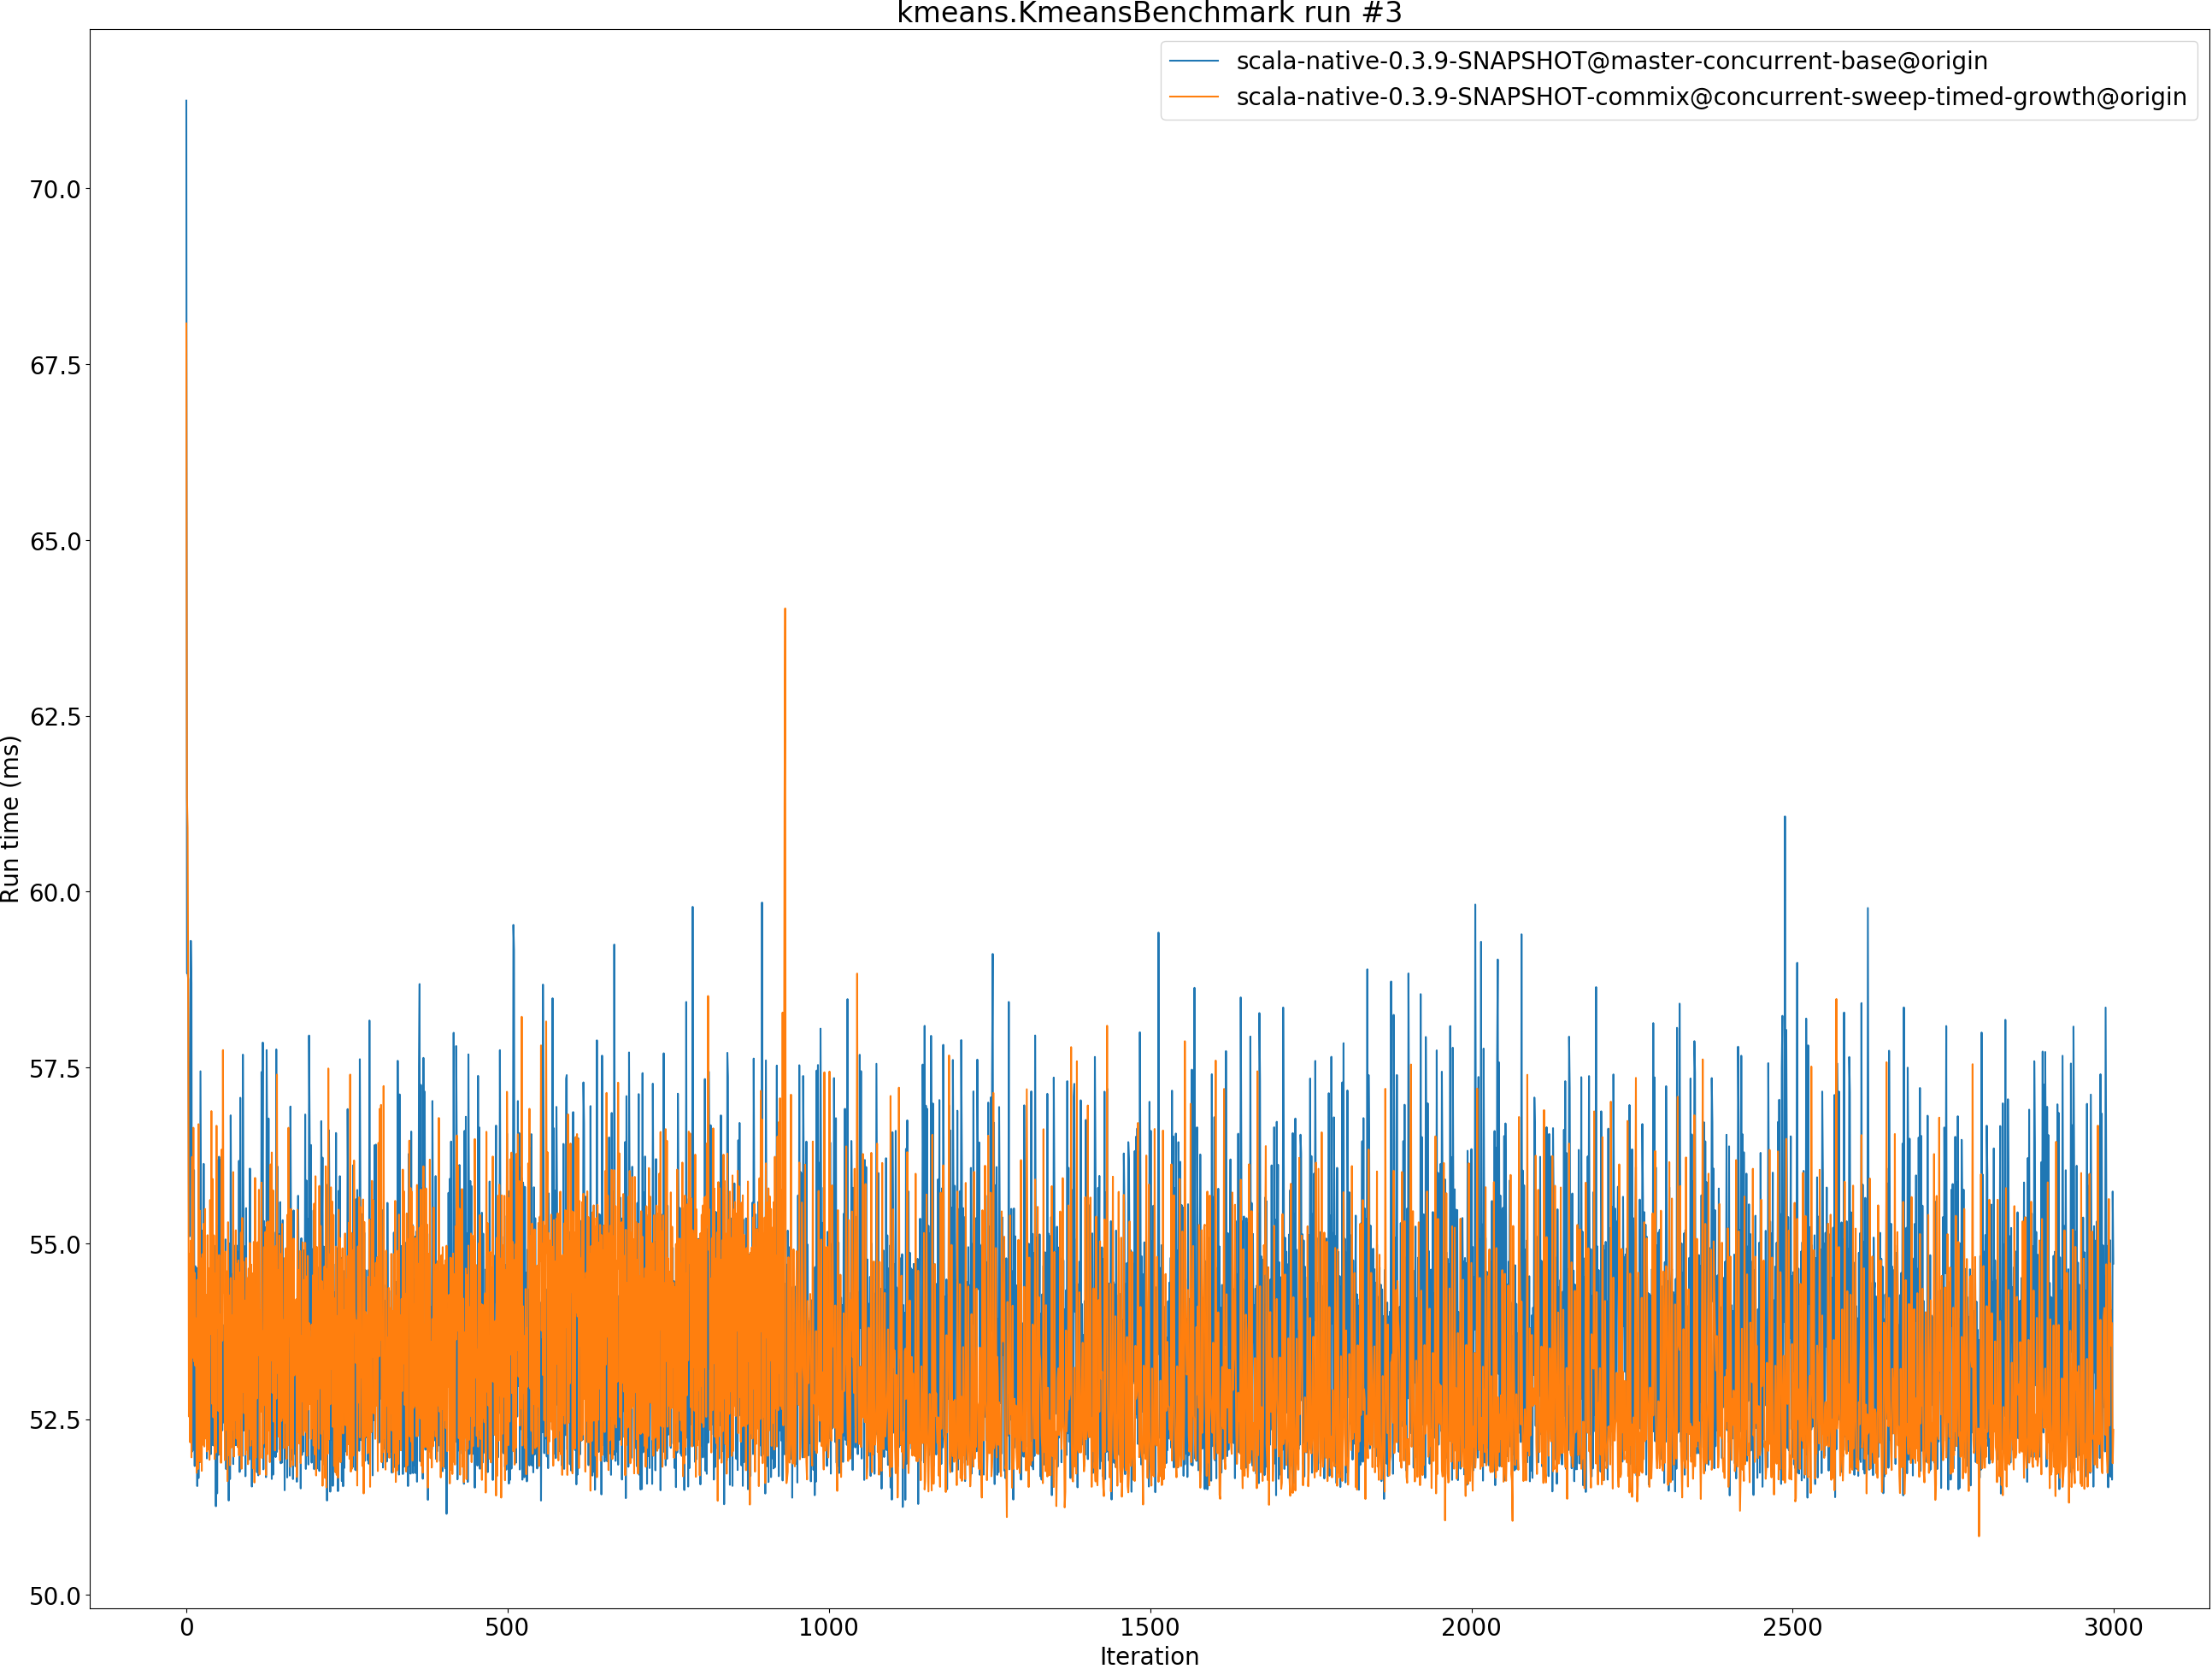 kmeans.KmeansBenchmark run #3
scala-native-0.3.9-SNAPSHOT@master-concurrent-base@origin
scala-native-0.3.9-SNAPSHOT-commix@concurrent-sweep-timed-growth@origin
70.0
67.5
65.0
62.5
60.0
57.5
55.0
52.5
50.0
Run time (ms)
0 500 1000 1500 2000 2500 3000
Iteration